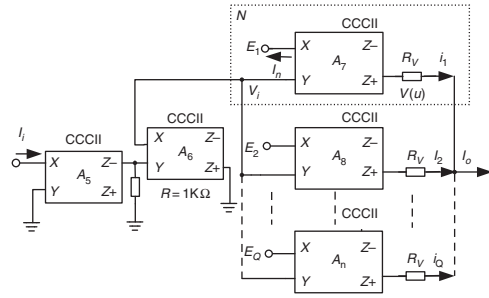 N
CCCII
E1
X
Z−
A7
RV
i1
In
Y
Z+
V(u)
Vi
CCCII
CCCII
CCCII
Ii
X
Z−
A5
Y
Z+
X
Z−
A6
Y
Z+
R = 1KΩ
E2
X
Z−
A8
RV
I2
Io
Y
Z+
CCCII
EQ
X
Z−
An
RV
iQ
Y
Z+